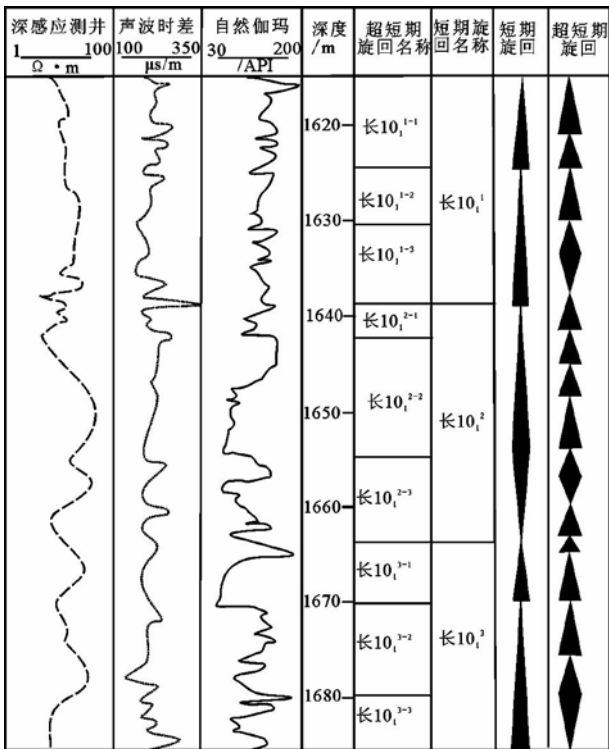 深感应测井 声波时差 自然伽玛 深度 超短期 短期旋 短期 超短期
1 100 100 350 30 200 /m 旋回名称 回名称 旋回 旋回
Ω·m μs/m /API
长10₁¹⁻¹
1620
长10₁¹⁻²
长10₁¹
1630
长10₁¹⁻³
1640
长10₁²⁻¹
长10₁²⁻²
1650
长10₁²
长10₁²⁻³
1660
长10₁³⁻¹
1670
长10₁³⁻²
长10₁³
1680
长10₁³⁻³